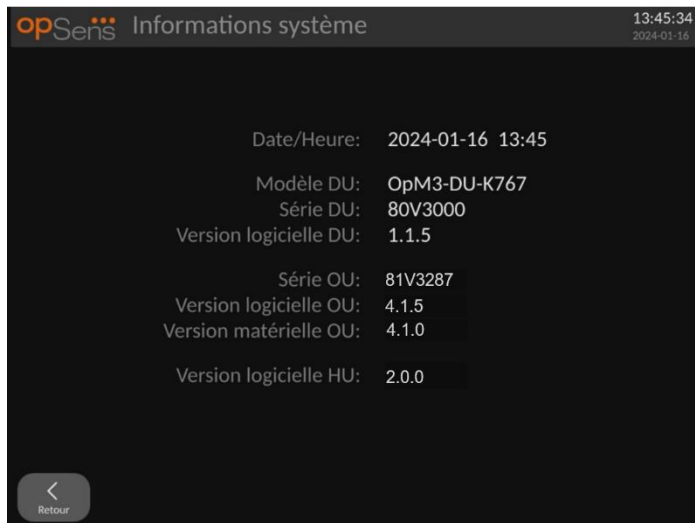 opSens Informations système 13:45:34
2024-01-16
Date/Heure: 2024-01-16 13:45
Modèle DU: OpM3-DU-K767
Série DU: 80V3000
Version logicielle DU: 1.1.5
Série OU: 81V3287
Version logicielle OU: 4.1.5
Version matérielle OU: 4.1.0
Version logicielle HU: 2.0.0
Retour